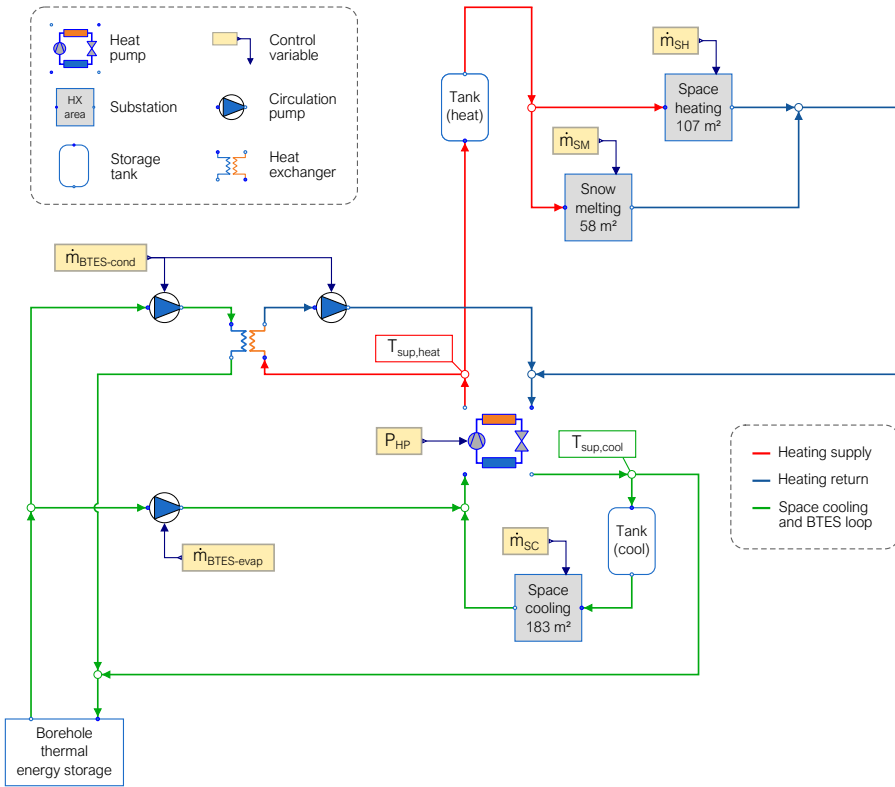 Heat
pump
Control
variable
HX
area
Substation
Circulation
pump
Storage
tank
Heat
exchanger
Tank
(heat)
ṁSH
Space
heating
107 m²
ṁSM
Snow
melting
58 m²
ṁBTES-cond
Tsup,heat
PHP
Tsup,cool
Heating supply
Heating return
Space cooling
and BTES loop
ṁBTES-evap
ṁSC
Tank
(cool)
Space
cooling
183 m²
Borehole
thermal
energy storage